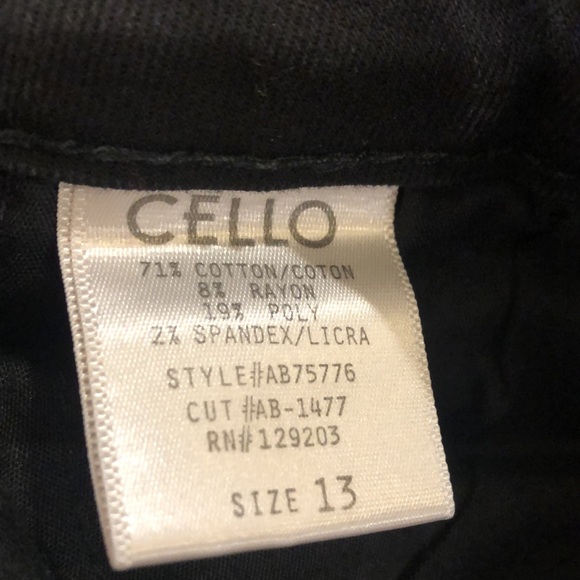 CELLO
71% COTTON/COTON
8% RAYON
19% POLY
2% SPANDEX/LICRA
STYLE#AB75776
CUT #AB-1477
RN#129203
SIZE 13